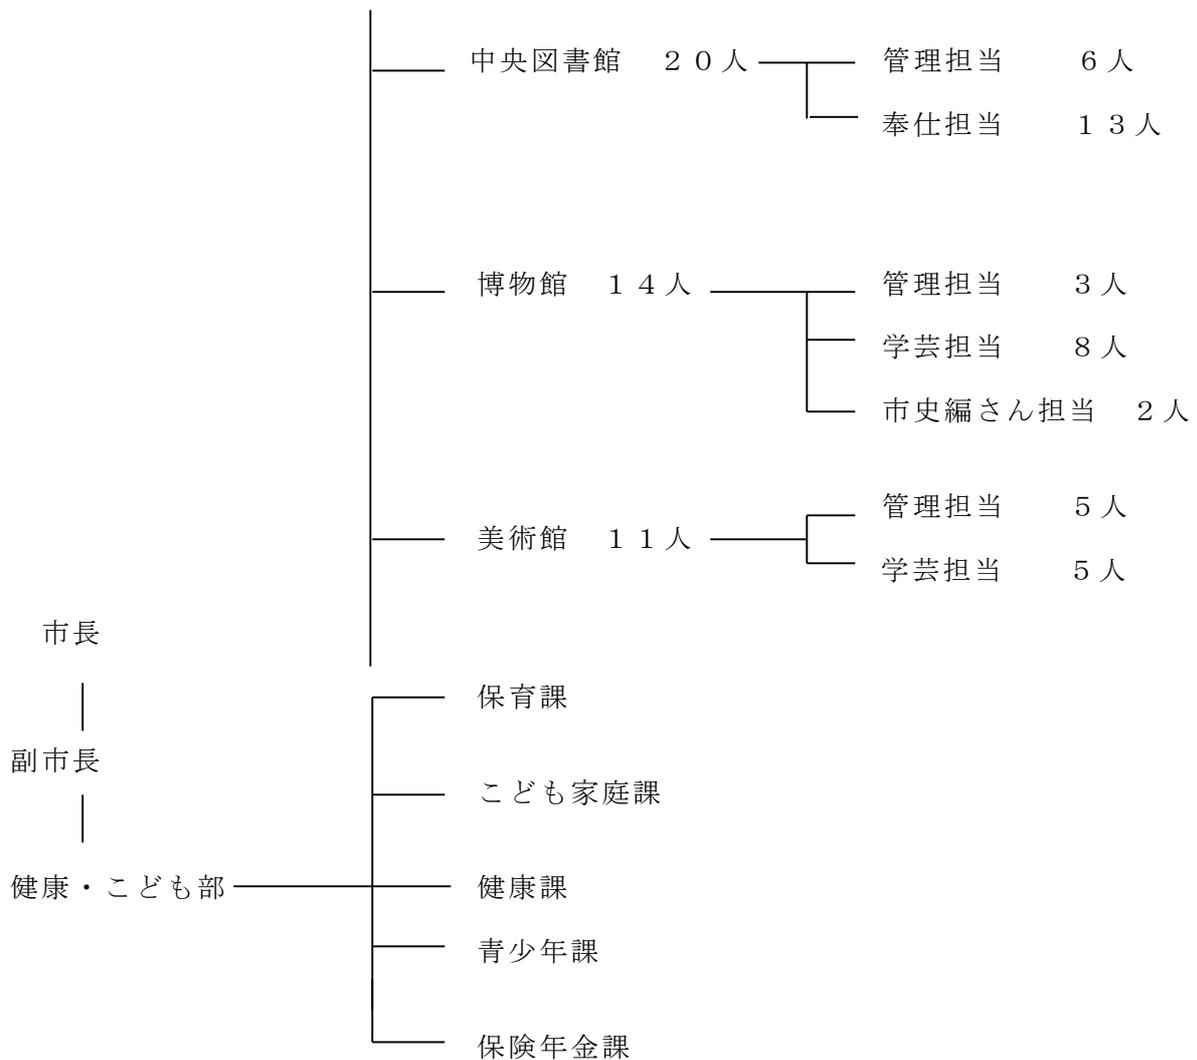 中央図書館　２０人　管理担当　６人
奉仕担当　１３人
博物館　１４人　管理担当　３人
学芸担当　８人
市史編さん担当　２人
管理担当　５人
美術館　１１人
学芸担当　５人
市長
保育課
副市長
こども家庭課
健康・こども部　健康課
青少年課
保険年金課